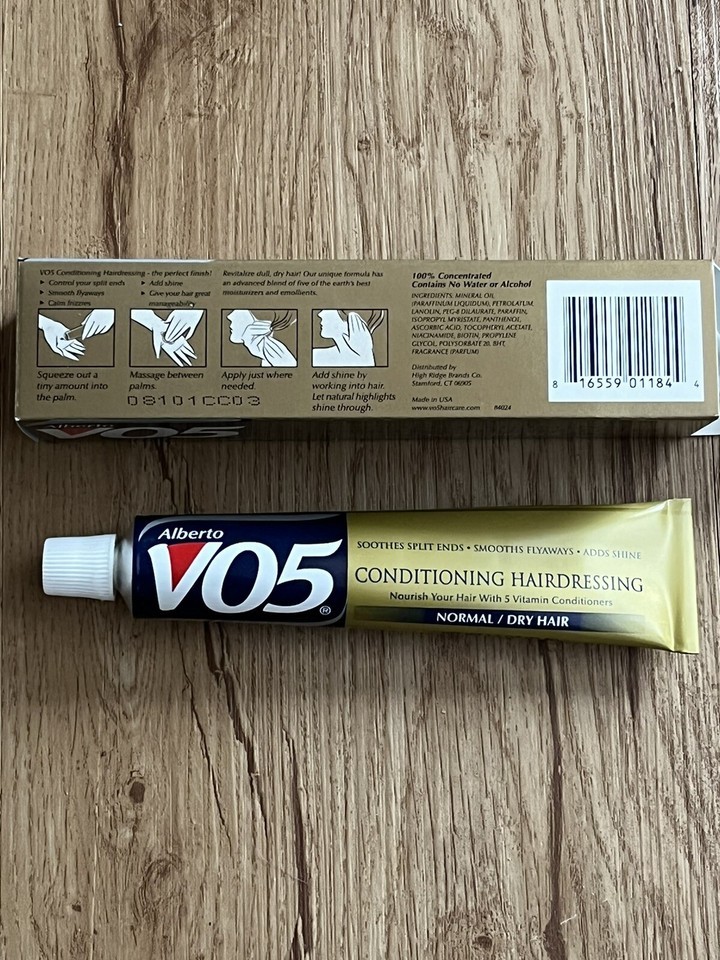 VO5 Conditioning Hairdressing - the perfect finish!
▸ Control your split ends
▸ Smooth flyaways
▸ Calm frizzies
▸ Add shine
▸ Give your hair great
manageability
Revitalize dull, dry hair! Our unique formula has
an advanced blend of five of the earth's best
moisturizers and emollients.
Squeeze out a
tiny amount into
the palm.
Massage between
palms.
Apply just where
needed.
Add shine by
working into hair.
Let natural highlights
shine through.
08101CC03
100% Concentrated
Contains No Water or Alcohol
INGREDIENTS: MINERAL OIL
(PARAFFINUM LIQUIDUM), PETROLATUM,
LANOLIN, PEG-8 DILAURATE, PARAFFIN,
ISOPROPYL MYRISTATE, PANTHENOL,
ASCORBIC ACID, TOCOPHERYL ACETATE,
NIACINAMIDE, BIOTIN, PROPYLENE
GLYCOL, POLYSORBATE 20, BHT,
FRAGRANCE (PARFUM)
Distributed by
High Ridge Brands Co.
Stamford, CT 06905
Made in USA
www.vo5haircare.com 84024
8 16559 01184 4
Alberto
VO5
Alberto
VO5®
SOOTHES SPLIT ENDS • SMOOTHS FLYAWAYS • ADDS SHINE
CONDITIONING HAIRDRESSING
Nourish Your Hair With 5 Vitamin Conditioners
NORMAL / DRY HAIR